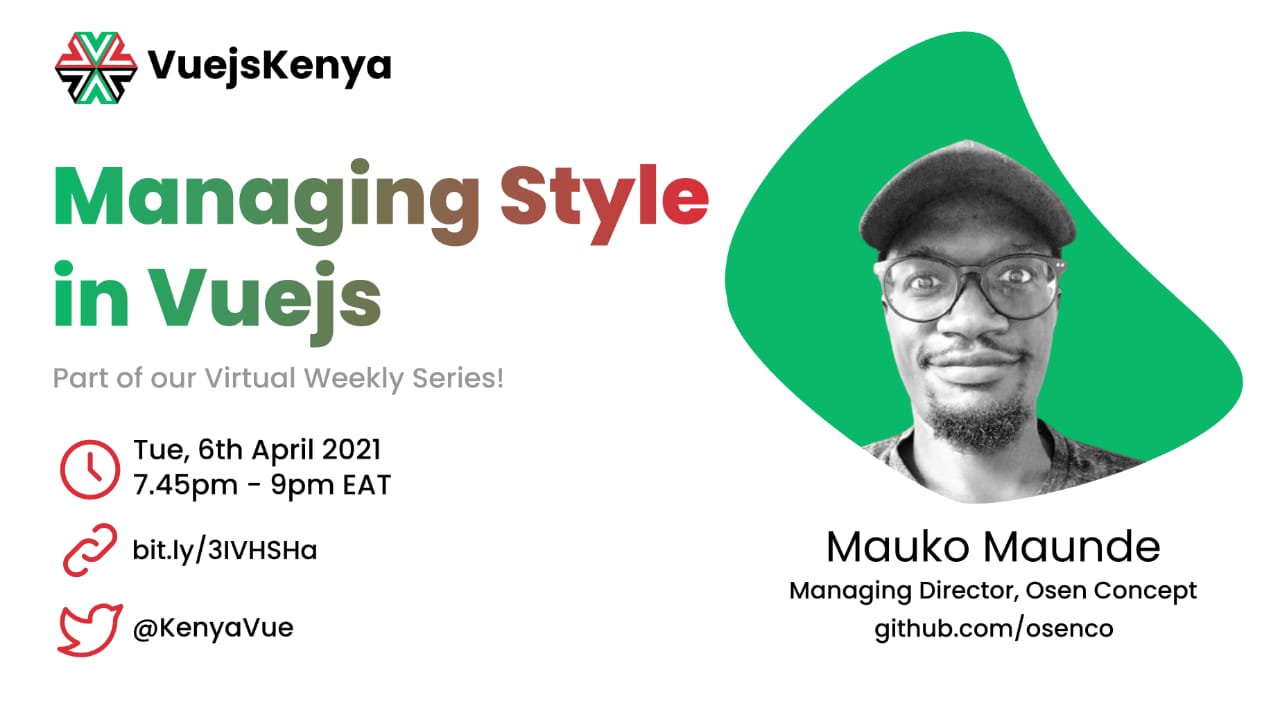 VuejsKenya
Managing Style
in Vuejs
Part of our Virtual Weekly Series!
Tue, 6th April 2021
7.45pm - 9pm EAT
bit.ly/3IVHSHa
@KenyaVue
Mauko Maunde
Managing Director, Osen Concept
github.com/osenco